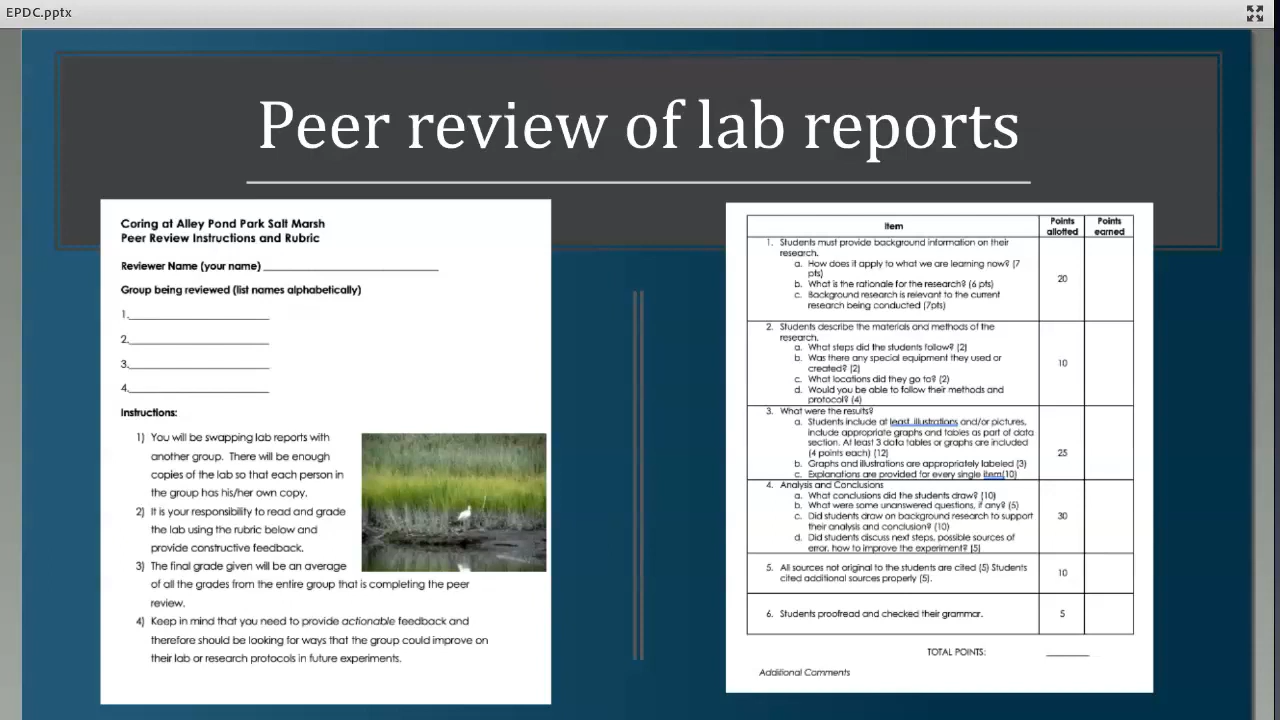 EPDC.pptx
Peer review of lab reports
Coring at Alley Pond Park Salt Marsh
Peer Review Instructions and Rubric
Reviewer Name (your name) ____________________________
Group being reviewed (list names alphabetically)
1.______________________
2.______________________
3.______________________
4.______________________
Instructions:
1) You will be swapping lab reports with
another group. There will be enough
copies of the lab so that each person in
the group has his/her own copy.
2) It is your responsibility to read and grade
the lab using the rubric below and
provide constructive feedback.
3) The final grade given will be an average
of all the grades from the entire group that is completing the peer
review.
4) Keep in mind that you need to provide actionable feedback and
therefore should be looking for ways that the group could improve on
their lab or research protocols in future experiments.
Item
Points
allotted
Points
earned
1. Students must provide background information on their
research.
a. How does it apply to what we are learning now? (7
pts)
b. What is the rationale for the research? (6 pts)
c. Background research is relevant to the current
research being conducted (7pts)
20
2. Students describe the materials and methods of the
research.
a. What steps did the students follow? (2)
b. Was there any special equipment they used or
created? (2)
c. What locations did they go to? (2)
d. Would you be able to follow their methods and
protocol? (4)
10
3. What were the results?
a. Students include at least illustrations and/or pictures,
include appropriate graphs and tables as part of data
section. At least 3 data tables or graphs are included
(4 points each) (12)
b. Graphs and illustrations are appropriately labeled (3)
c. Explanations are provided for every single item(10)
25
4. Analysis and Conclusions
a. What conclusions did the students draw? (10)
b. What were some unanswered questions, if any? (5)
c. Did students draw on background research to support
their analysis and conclusion? (10)
d. Did students discuss next steps, possible sources of
error, how to improve the experiment? (5)
30
5. All sources not original to the students are cited (5) Students
cited additional sources properly (5).
10
6. Students proofread and checked their grammar.
5
TOTAL POINTS: ________
Additional Comments